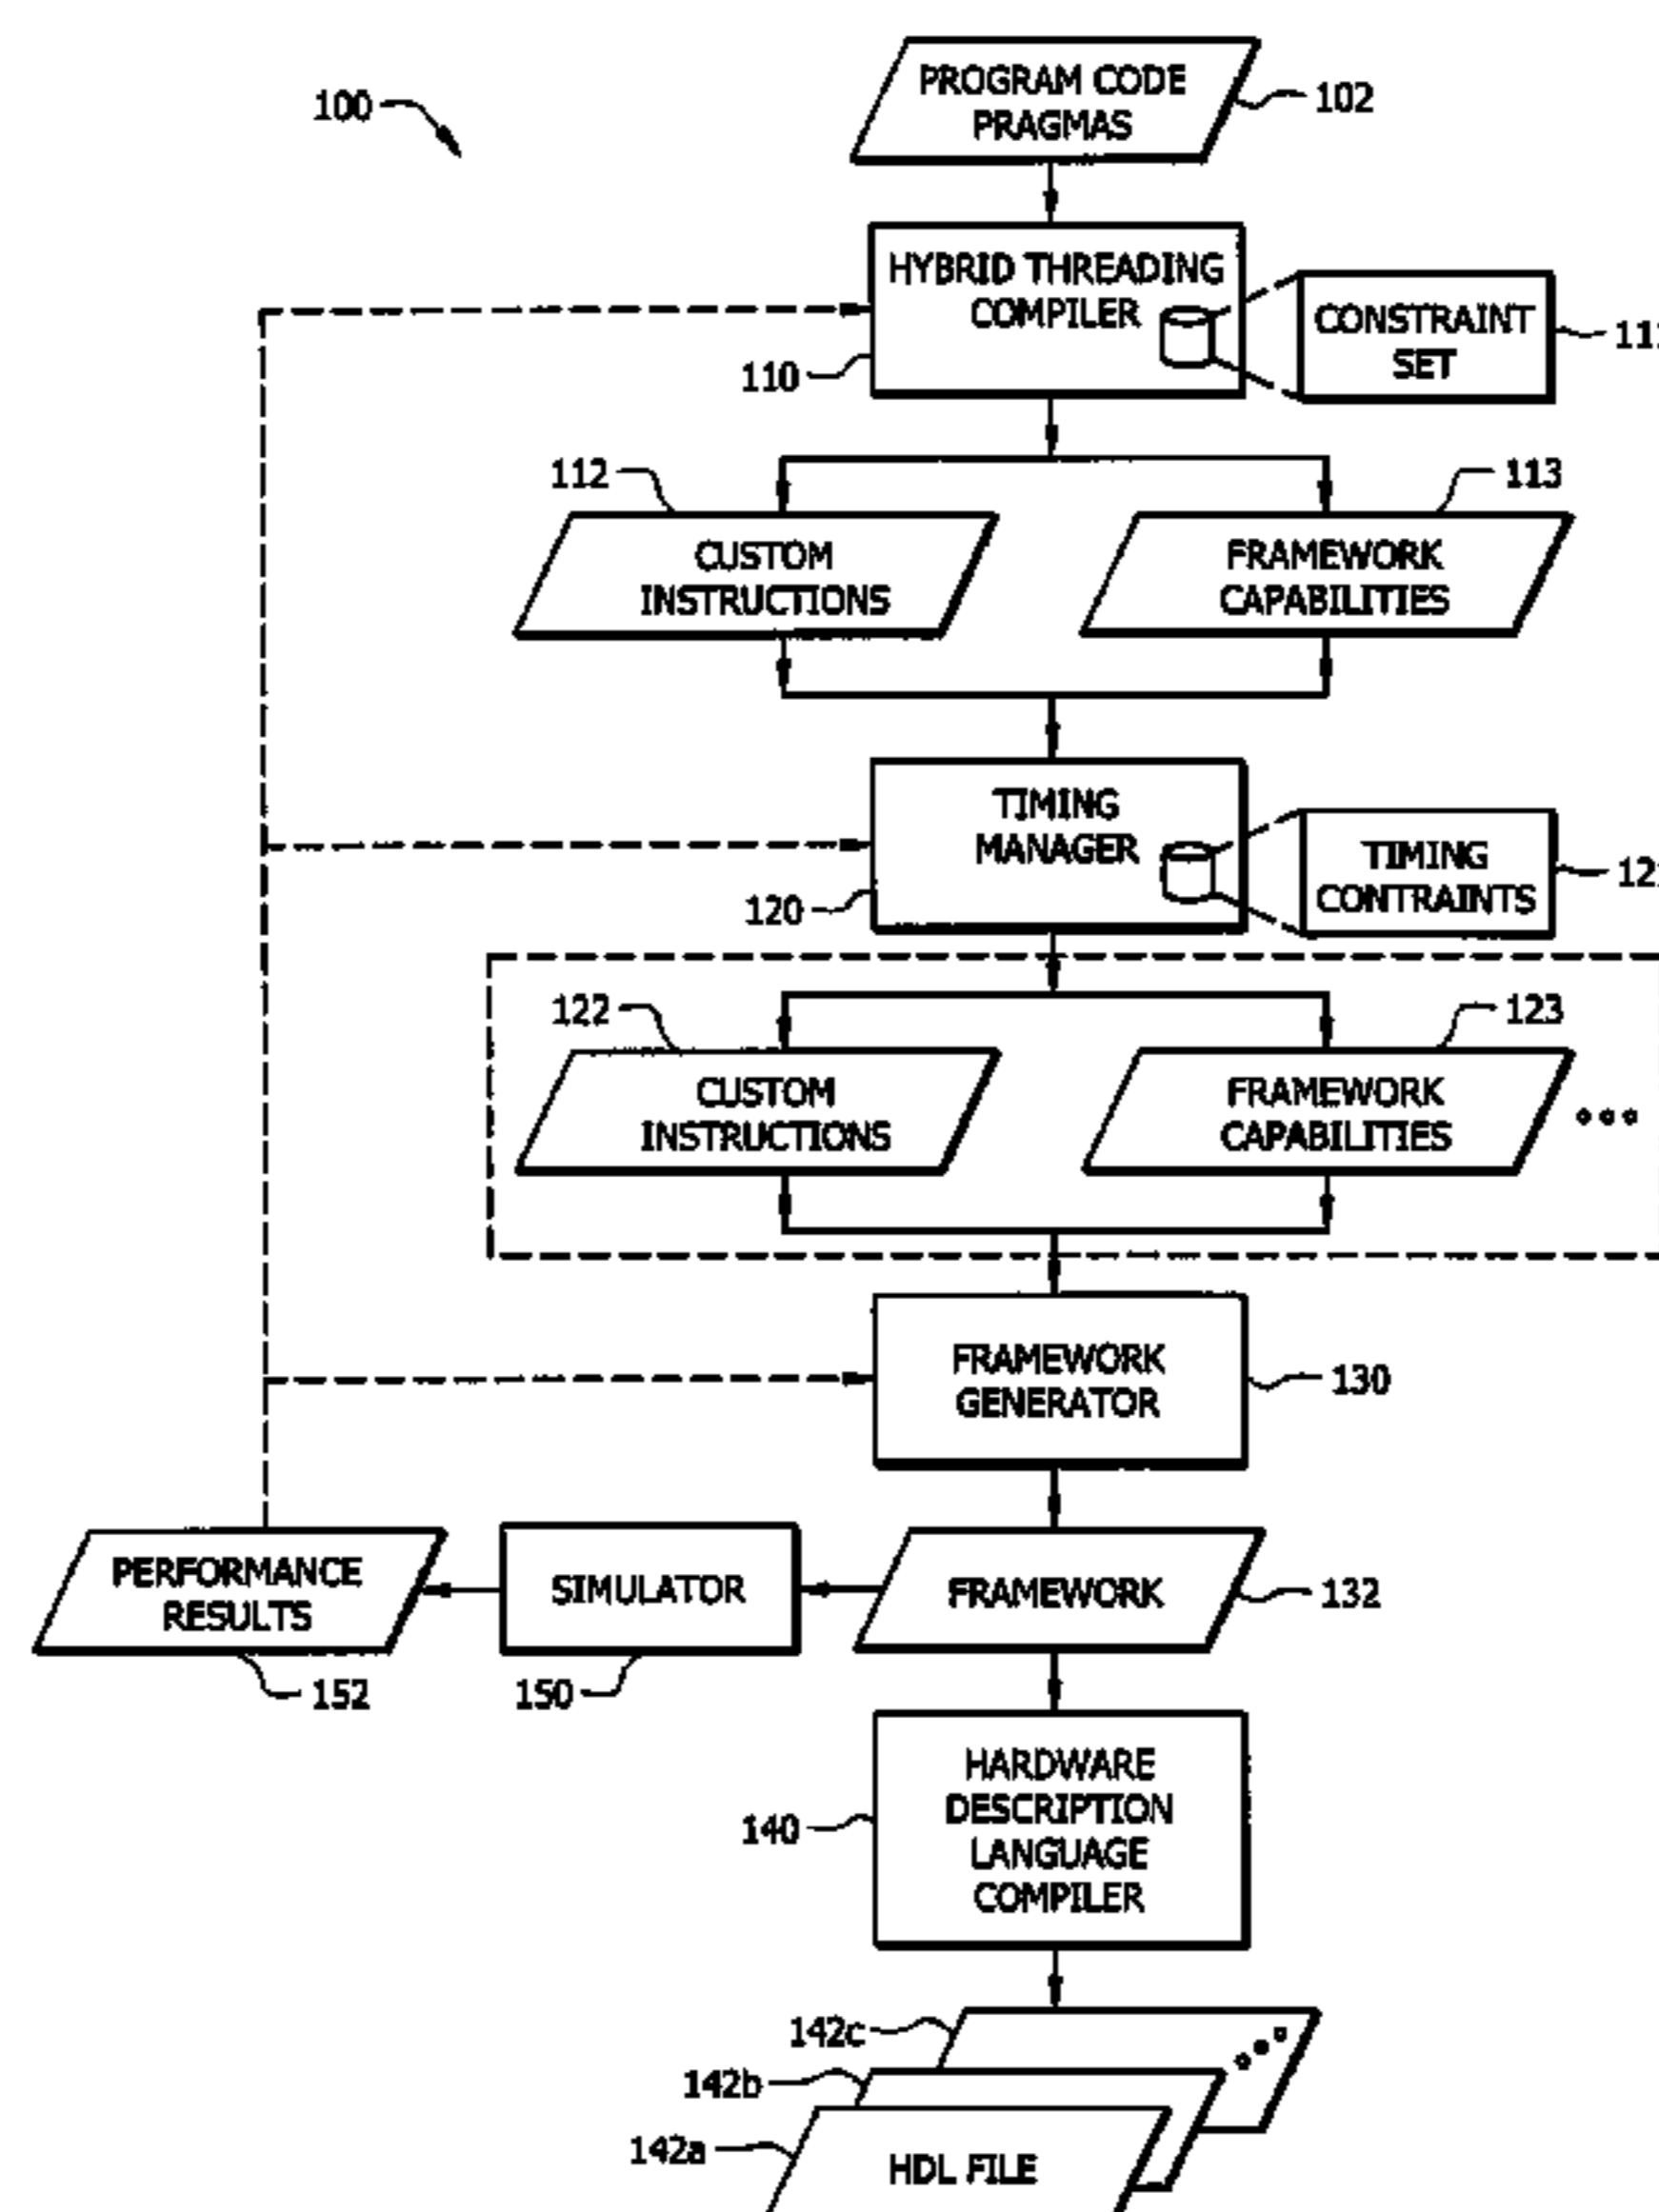 100
PROGRAM CODE
PRAGMAS
102
HYBRID THREADING
COMPILER
110
CONSTRAINT
SET
112
113
CUSTOM
INSTRUCTIONS
FRAMEWORK
CAPABILITIES
TIMING
MANAGER
120
TIMING
CONTRAINTS
122
123
CUSTOM
INSTRUCTIONS
FRAMEWORK
CAPABILITIES
FRAMEWORK
GENERATOR
130
PERFORMANCE
RESULTS
152
SIMULATOR
150
FRAMEWORK
132
HARDWARE
DESCRIPTION
LANGUAGE
COMPILER
140
142c
142b
142a
HDL FILE